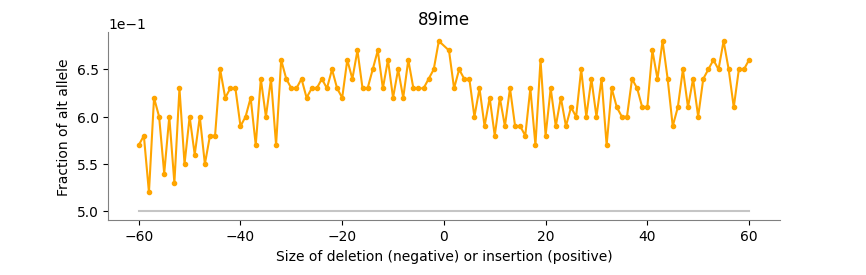 89ime
1e−1
Fraction of alt allele
6.5
6.0
5.5
5.0
−60
−40
−20
0
20
40
60
Size of deletion (negative) or insertion (positive)